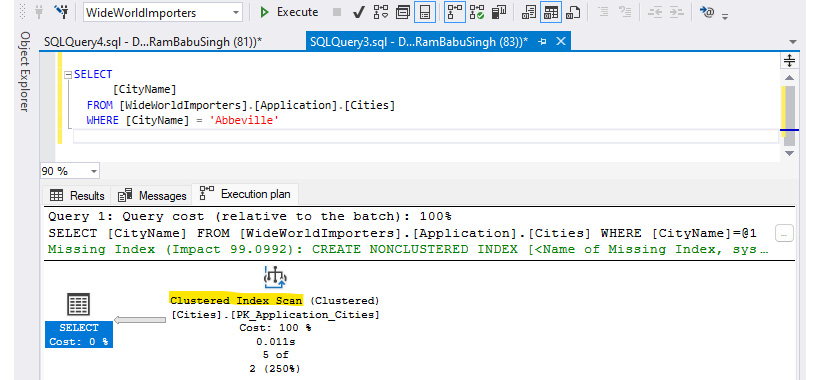 WideWorldImporters
Execute
Object Explorer
SQLQuery4.sql - D...RamBabuSingh (81))*
SQLQuery3.sql - D...RamBabuSingh (83))*
SELECT
[CityName]
FROM [WideWorldImporters].[Application].[Cities]
WHERE [CityName] = 'Abbeville'
90 %
Results
Messages
Execution plan
Query 1: Query cost (relative to the batch): 100%
SELECT [CityName] FROM [WideWorldImporters].[Application].[Cities] WHERE [CityName]=@1
...
Missing Index (Impact 99.0992): CREATE NONCLUSTERED INDEX [<Name of Missing Index, sys...
SELECT
Cost: 0 %
Clustered Index Scan (Clustered)
[Cities].[PK_Application_Cities]
Cost: 100 %
0.011s
5 of
2 (250%)